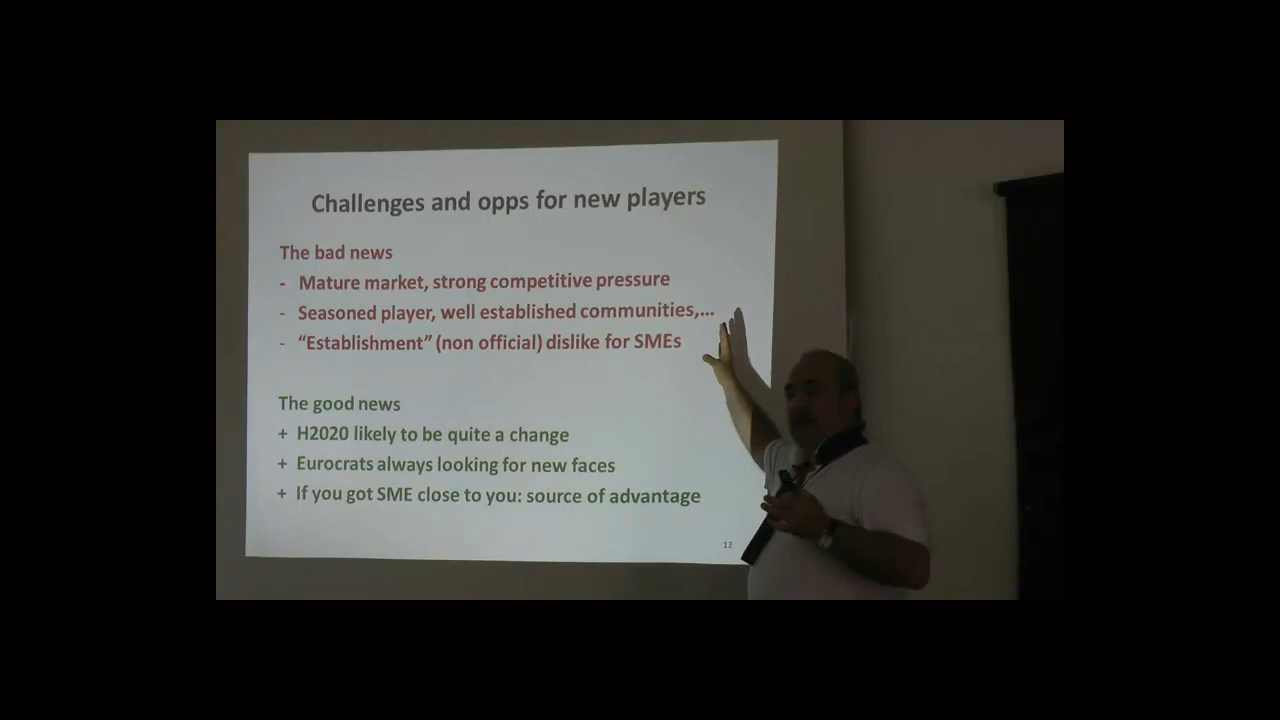 Challenges and opps for new players
The bad news
- Mature market, strong competitive pressure
- Seasoned player, well established communities,...
- “Establishment” (non official) dislike for SMEs
The good news
+ H2020 likely to be quite a change
+ Eurocrats always looking for new faces
+ If you got SME close to you: source of advantage
12